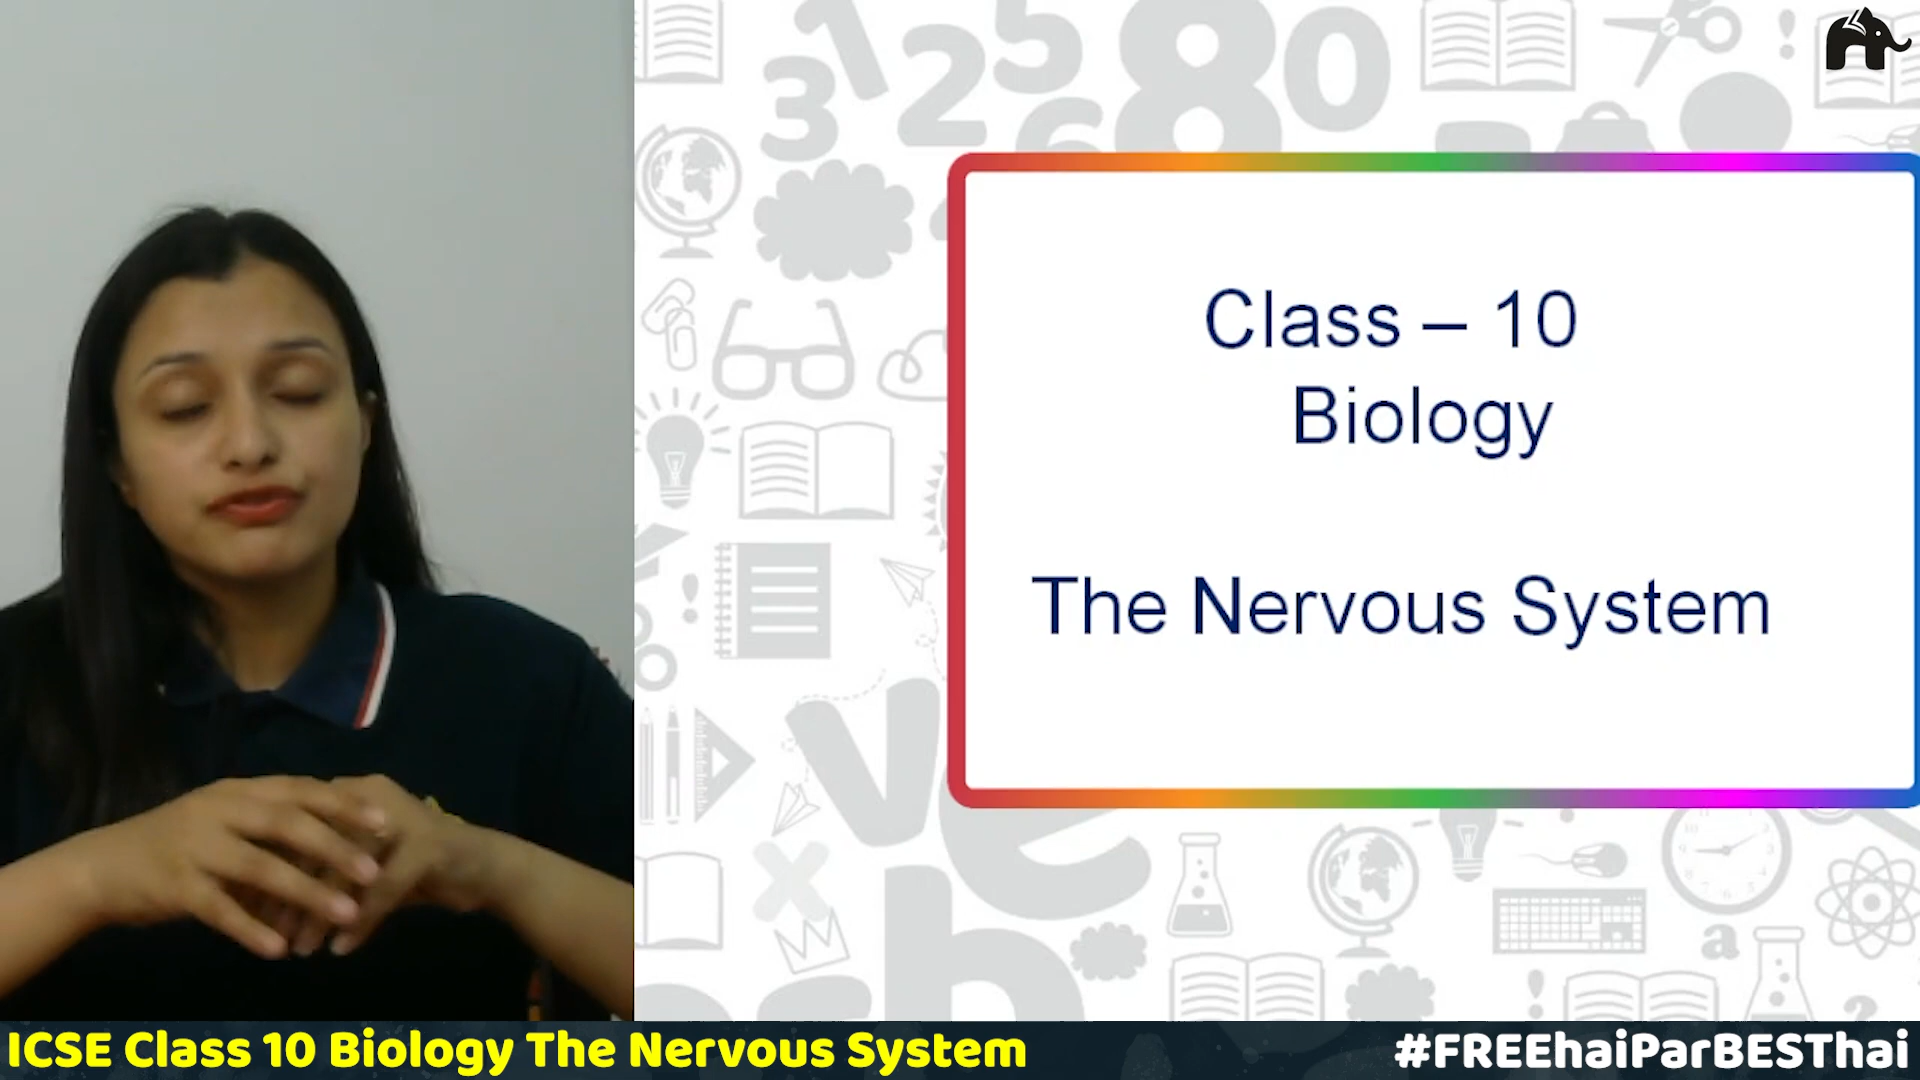 Class – 10
Biology
The Nervous System
ICSE Class 10 Biology The Nervous System
#FREEhaiParBESThai